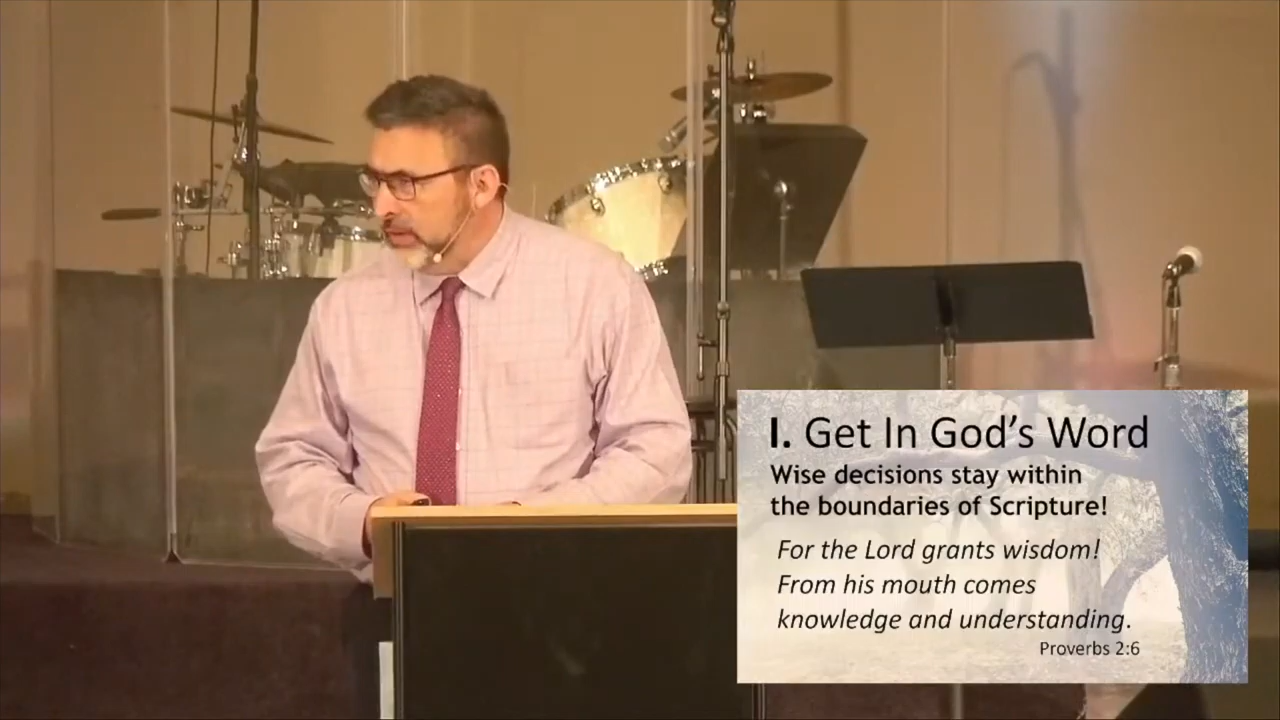 I. Get In God's Word
Wise decisions stay within
the boundaries of Scripture!
For the Lord grants wisdom!
From his mouth comes
knowledge and understanding.
Proverbs 2:6